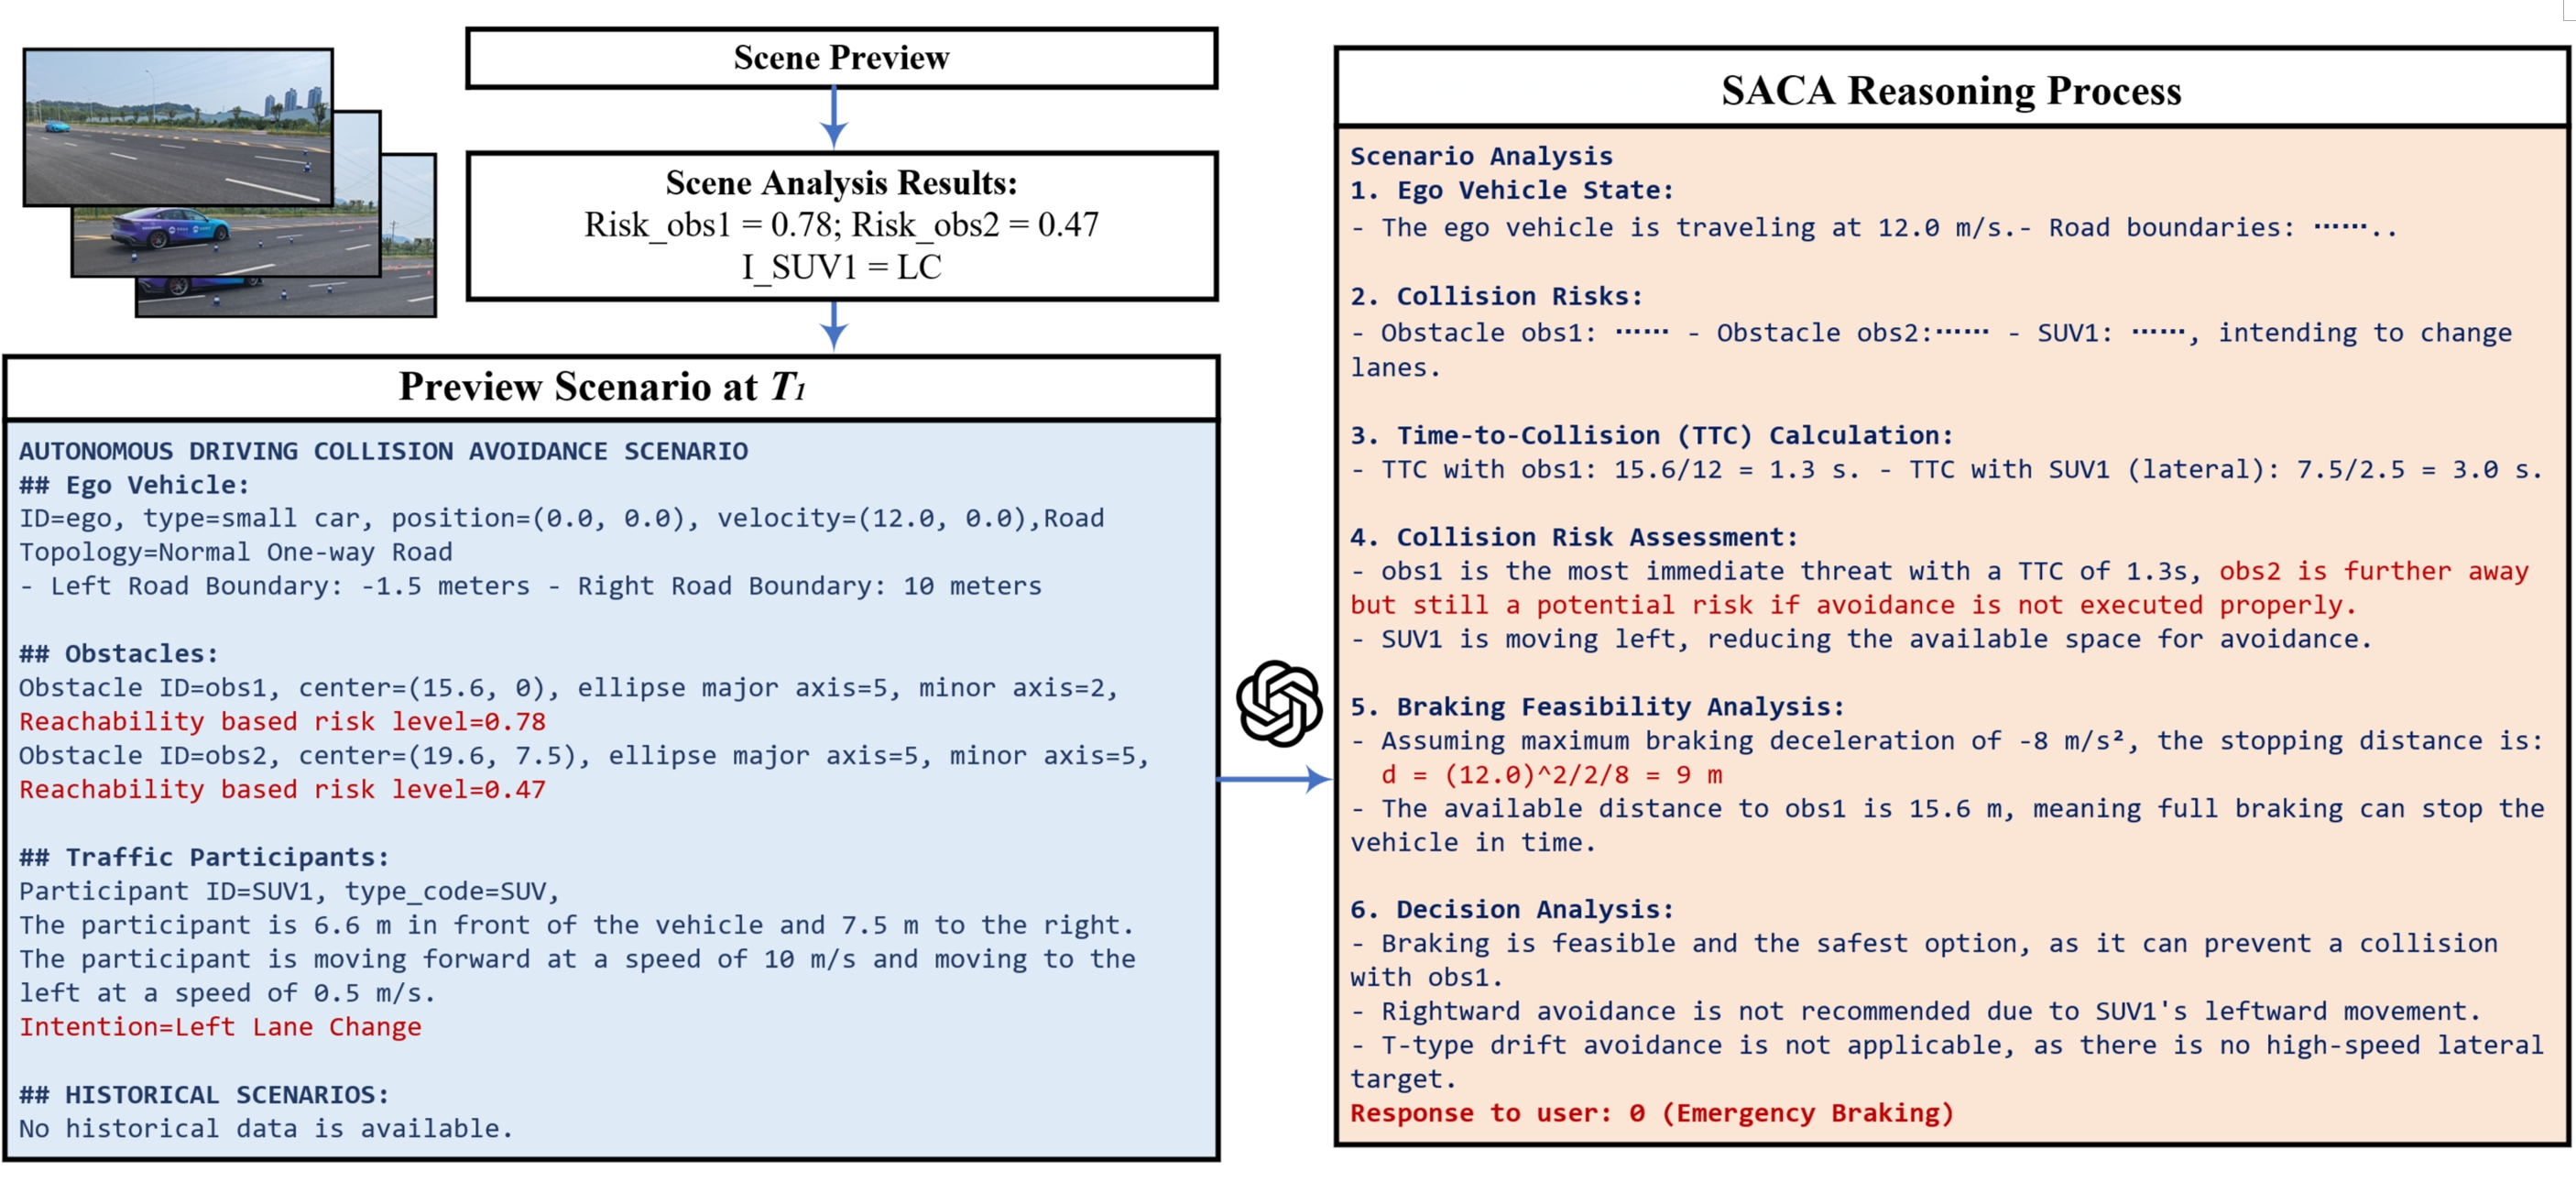 Scene Preview
Scene Analysis Results:
Risk_obs1 = 0.78; Risk_obs2 = 0.47
I_SUV1 = LC
Preview Scenario at T1
AUTONOMOUS DRIVING COLLISION AVOIDANCE SCENARIO
## Ego Vehicle:
ID=ego, type=small car, position=(0.0, 0.0), velocity=(12.0, 0.0),Road
Topology=Normal One-way Road
- Left Road Boundary: -1.5 meters - Right Road Boundary: 10 meters
## Obstacles:
Obstacle ID=obs1, center=(15.6, 0), ellipse major axis=5, minor axis=2,
Reachability based risk level=0.78
Obstacle ID=obs2, center=(19.6, 7.5), ellipse major axis=5, minor axis=5,
Reachability based risk level=0.47
## Traffic Participants:
Participant ID=SUV1, type_code=SUV,
The participant is 6.6 m in front of the vehicle and 7.5 m to the right.
The participant is moving forward at a speed of 10 m/s and moving to the
left at a speed of 0.5 m/s.
Intention=Left Lane Change
## HISTORICAL SCENARIOS:
No historical data is available.
SACA Reasoning Process
Scenario Analysis
1. Ego Vehicle State:
- The ego vehicle is traveling at 12.0 m/s.- Road boundaries: ⋯⋯..
2. Collision Risks:
- Obstacle obs1: ⋯⋯ - Obstacle obs2:⋯⋯ - SUV1: ⋯⋯, intending to change
lanes.
3. Time-to-Collision (TTC) Calculation:
- TTC with obs1: 15.6/12 = 1.3 s. - TTC with SUV1 (lateral): 7.5/2.5 = 3.0 s.
4. Collision Risk Assessment:
- obs1 is the most immediate threat with a TTC of 1.3s, obs2 is further away
but still a potential risk if avoidance is not executed properly.
- SUV1 is moving left, reducing the available space for avoidance.
5. Braking Feasibility Analysis:
- Assuming maximum braking deceleration of -8 m/s², the stopping distance is:
d = (12.0)^2/2/8 = 9 m
- The available distance to obs1 is 15.6 m, meaning full braking can stop the
vehicle in time.
6. Decision Analysis:
- Braking is feasible and the safest option, as it can prevent a collision
with obs1.
- Rightward avoidance is not recommended due to SUV1's leftward movement.
- T-type drift avoidance is not applicable, as there is no high-speed lateral
target.
Response to user: 0 (Emergency Braking)